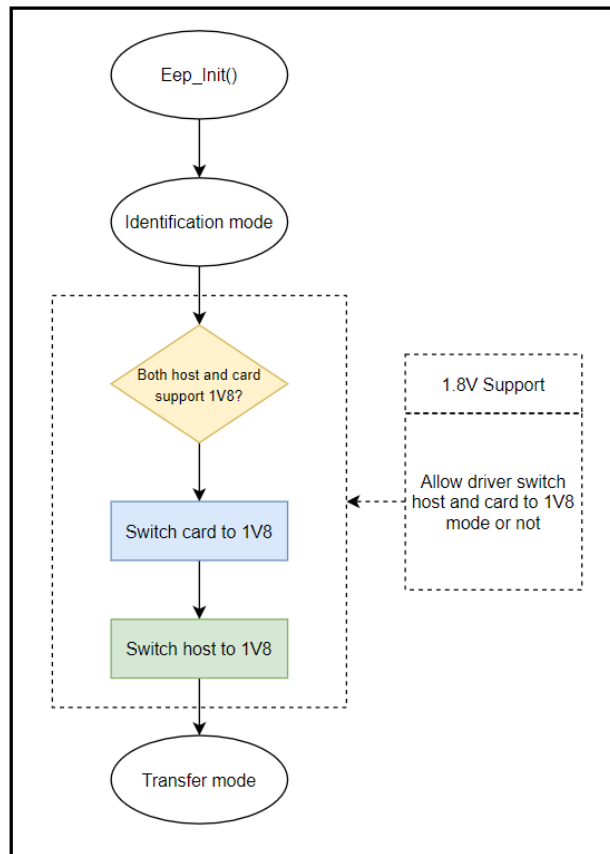 Eep_Init()
Identification mode
Both host and card
support 1V8?
1.8V Support
Allow driver switch
host and card to 1V8
mode or not
Switch card to 1V8
Switch host to 1V8
Transfer mode